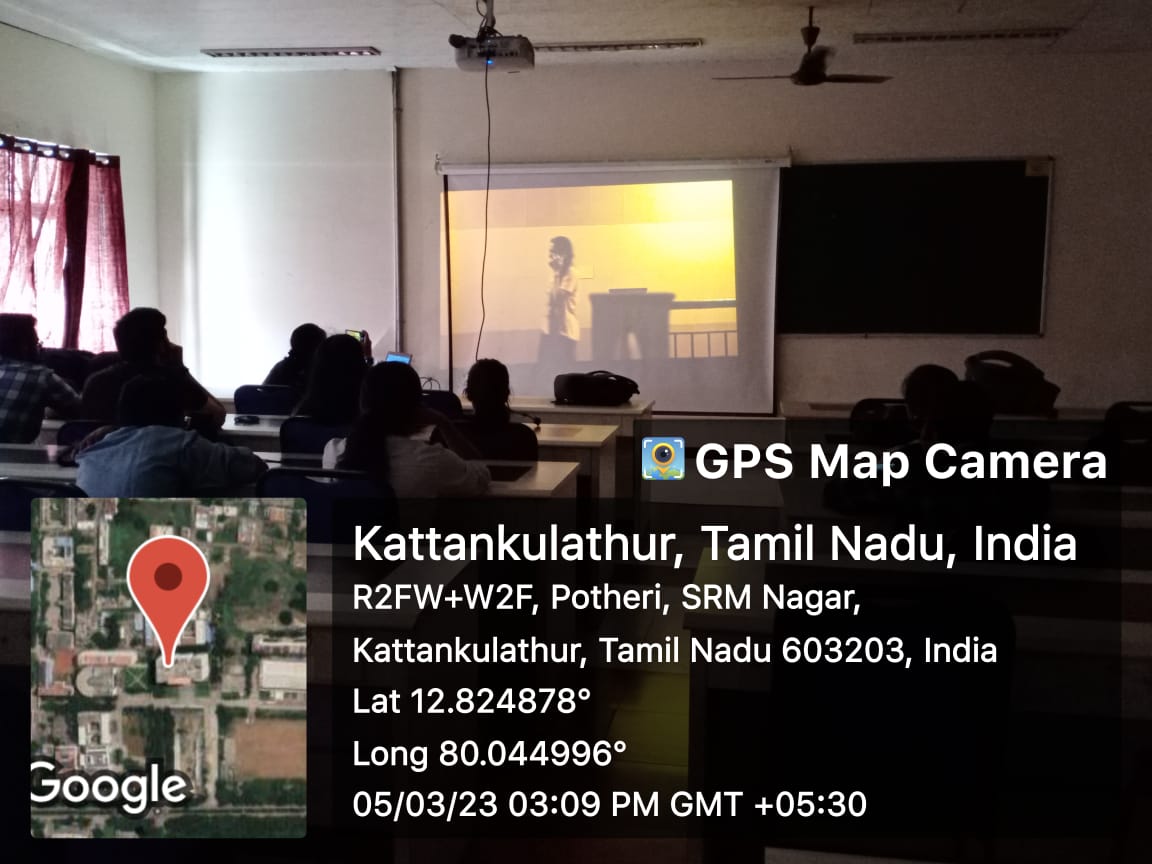 GPS Map Camera
Kattankulathur, Tamil Nadu, India
R2FW+W2F, Potheri, SRM Nagar,
Kattankulathur, Tamil Nadu 603203, India
Lat 12.824878°
Long 80.044996°
05/03/23 03:09 PM GMT +05:30
Google